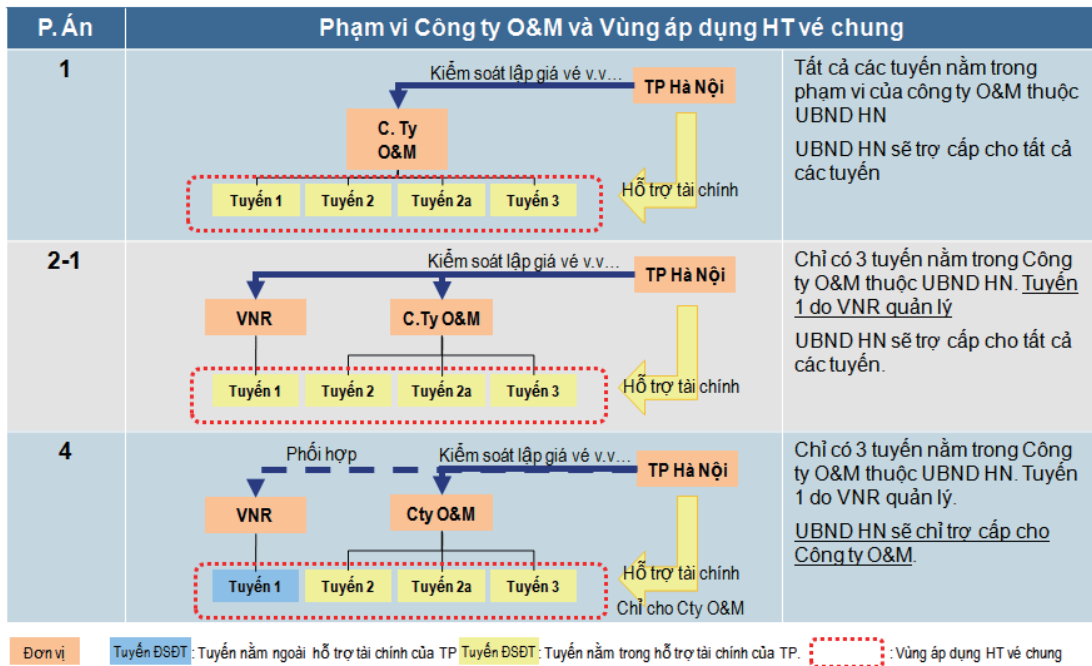 P. Án
Phạm vi Công ty O&M và Vùng áp dụng HT vé chung
1
Kiểm soát lập giá vé v.v…
TP Hà Nội
C. Ty
O&M
Tuyến 1
Tuyến 2
Tuyến 2a
Tuyến 3
Hỗ trợ tài chính
Tất cả các tuyến nằm trong
phạm vi của công ty O&M thuộc
UBND HN
UBND HN sẽ trợ cấp cho tất cả
các tuyến
2-1
Kiểm soát lập giá vé v.v…
TP Hà Nội
VNR
C.Ty O&M
Tuyến 1
Tuyến 2
Tuyến 2a
Tuyến 3
Hỗ trợ tài chính
Chỉ có 3 tuyến nằm trong Công
ty O&M thuộc UBND HN. Tuyến
1 do VNR quản lý
UBND HN sẽ trợ cấp cho tất cả
các tuyến.
4
Phối hợp
Kiểm soát lập giá vé v.v…
TP Hà Nội
VNR
Cty O&M
Tuyến 1
Tuyến 2
Tuyến 2a
Tuyến 3
Hỗ trợ tài chính
Chỉ cho Cty O&M
Chỉ có 3 tuyến nằm trong Công
ty O&M thuộc UBND HN. Tuyến
1 do VNR quản lý.
UBND HN sẽ chỉ trợ cấp cho
Công ty O&M.
Đơn vị
Tuyến ĐSĐT : Tuyến nằm ngoài hỗ trợ tài chính của TP
Tuyến ĐSĐT : Tuyến nằm trong hỗ trợ tài chính của TP.
: Vùng áp dụng HT vé chung